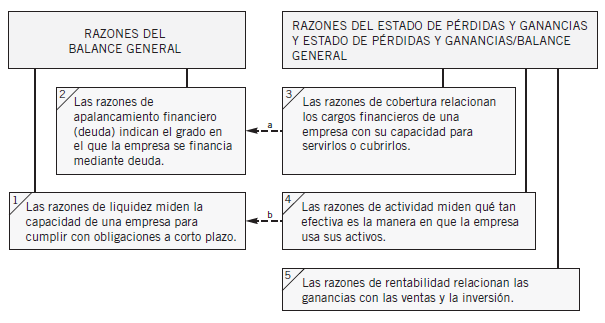 RAZONES DEL
BALANCE GENERAL
RAZONES DEL ESTADO DE PÉRDIDAS Y GANANCIAS
Y ESTADO DE PÉRDIDAS Y GANANCIAS/BALANCE
GENERAL
2
Las razones de
apalancamiento financiero
(deuda) indican el grado en
el que la empresa se financia
mediante deuda.
a
3
Las razones de cobertura relacionan
los cargos financieros de una
empresa con su capacidad para
servirlos o cubrirlos.
1
Las razones de liquidez miden la
capacidad de una empresa para
cumplir con obligaciones a corto plazo.
b
4
Las razones de actividad miden qué tan
efectiva es la manera en que la empresa
usa sus activos.
5
Las razones de rentabilidad relacionan las
ganancias con las ventas y la inversión.